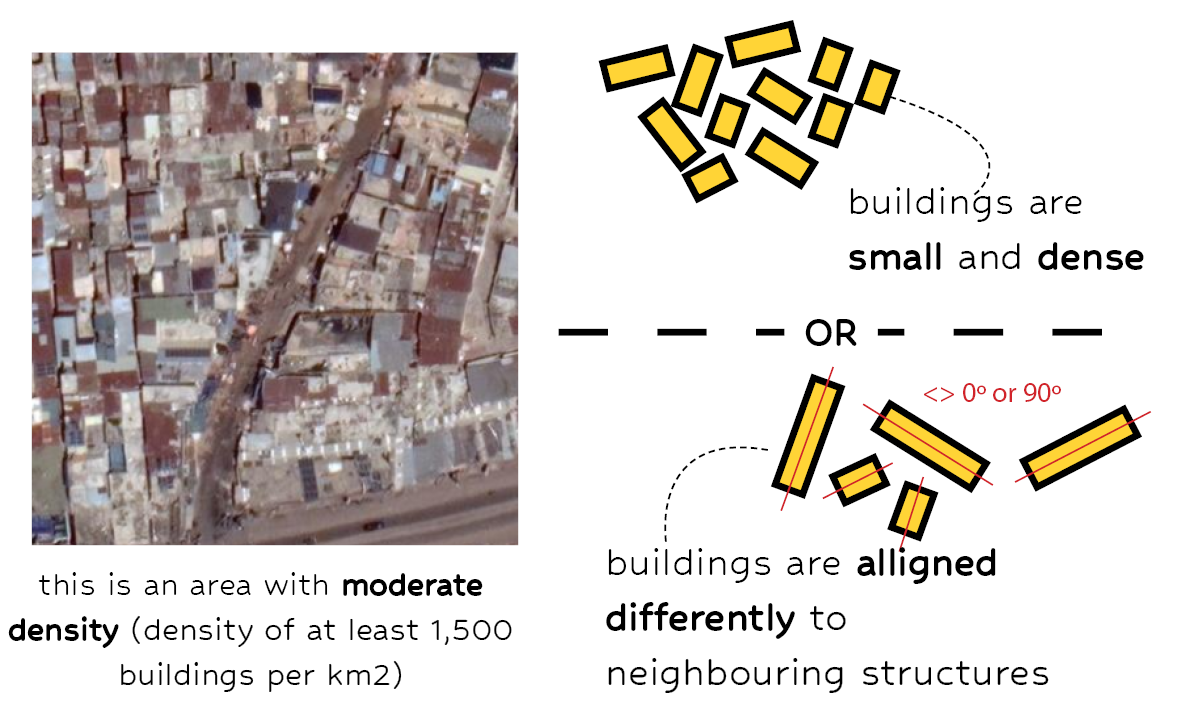 this is an area with moderate
density (density of at least 1,500
buildings per km2)
buildings are
small and dense
OR
<> 0º or 90º
buildings are alligned
differently to
neighbouring structures